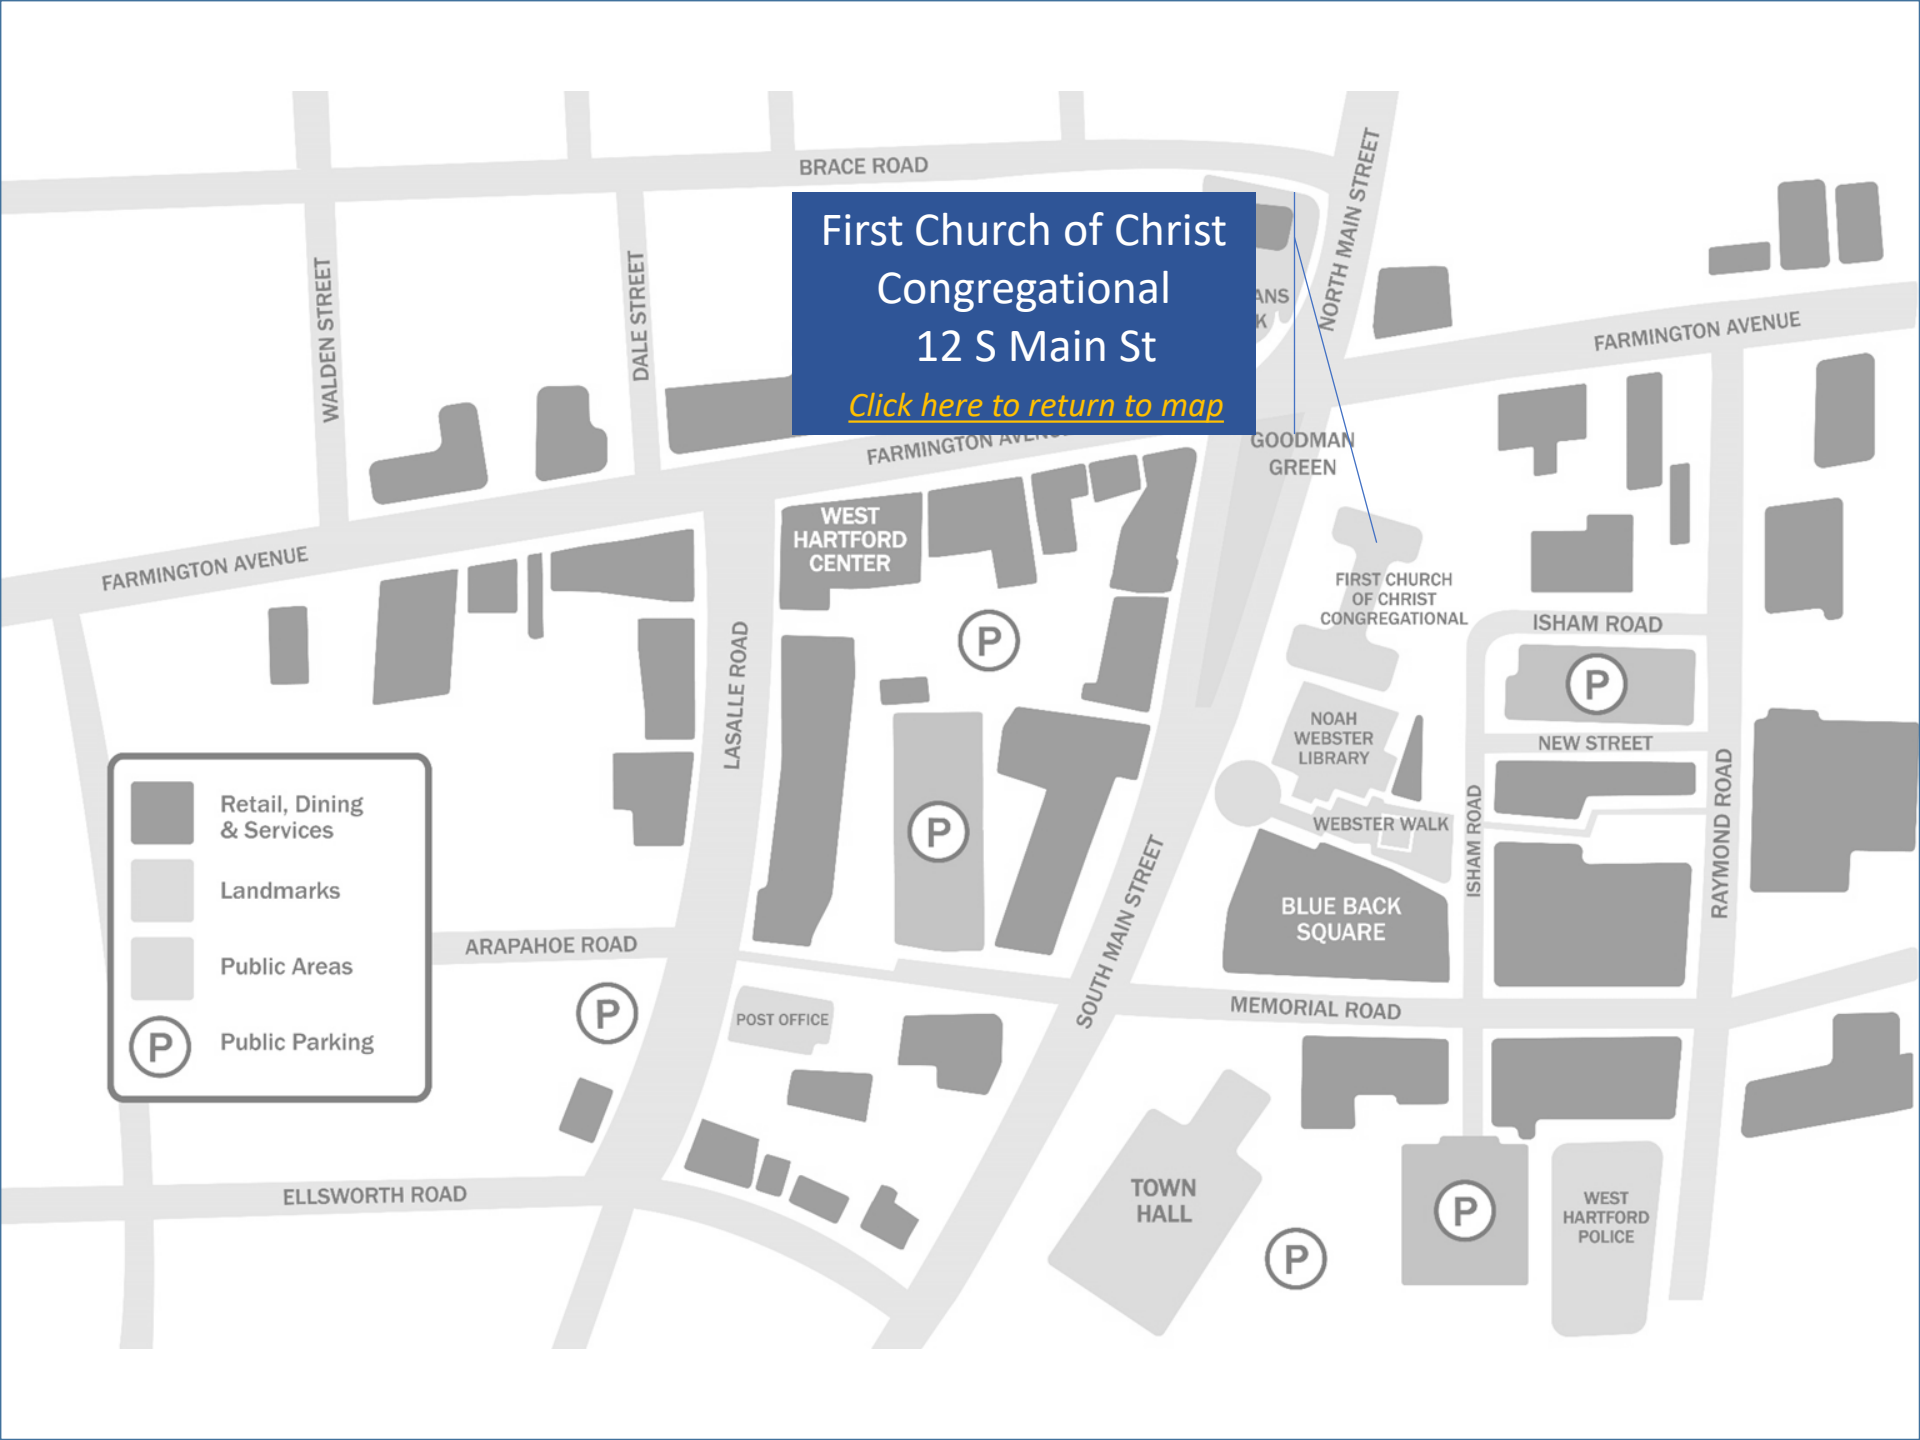 BRACE ROAD
NORTH MAIN STREET
First Church of Christ
Congregational
12 S Main St
Click here to return to map
WALDEN STREET
DALE STREET
FARMINGTON AVENUE
FARMINGTON
GOODMAN
GREEN
WEST
HARTFORD
CENTER
FARMINGTON AVENUE
FIRST CHURCH
OF CHRIST
CONGREGATIONAL
ISHAM ROAD
P
P
LASALLE ROAD
NOAH
WEBSTER
LIBRARY
NEW STREET
Retail, Dining
& Services
Landmarks
Public Areas
P
Public Parking
P
WEBSTER WALK
ISHAM ROAD
RAYMOND ROAD
SOUTH MAIN STREET
BLUE BACK
SQUARE
ARAPAHOE ROAD
P
POST OFFICE
MEMORIAL ROAD
ELLSWORTH ROAD
TOWN
HALL
P
P
WEST
HARTFORD
POLICE